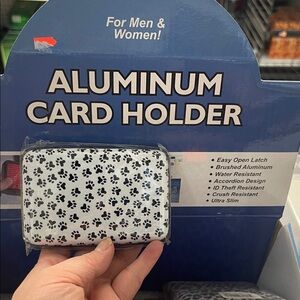 For Men &
Women!
ALUMINUM
CARD HOLDER
• Easy Open Latch
• Brushed Aluminum
• Water Resistant
• Accordion Design
• ID Theft Resistant
• Crush Resistant
• Ultra Slim